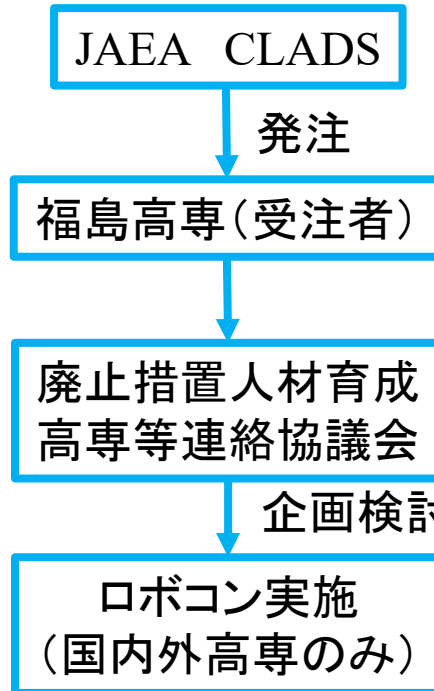 JAEA CLADS
発注
福島高専(受注者)
廃止措置人材育成
高専等連絡協議会
企画検討
ロボコン実施
(国内外高専のみ)